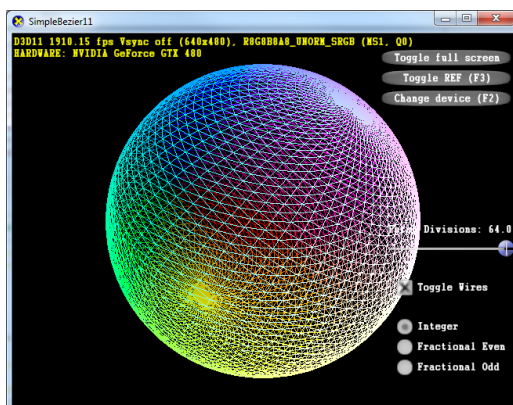 SimpleBezier11
D3D11 1910.15 fps Vsync off (640x480), R8G8B8A8_UNORM_SRGB (MS1, Q0)
HARDWARE: NVIDIA GeForce GTX 480
Toggle full screen
Toggle REF (F3)
Change device (F2)
Divisions: 64.0
Toggle Wires
Integer
Fractional Even
Fractional Odd